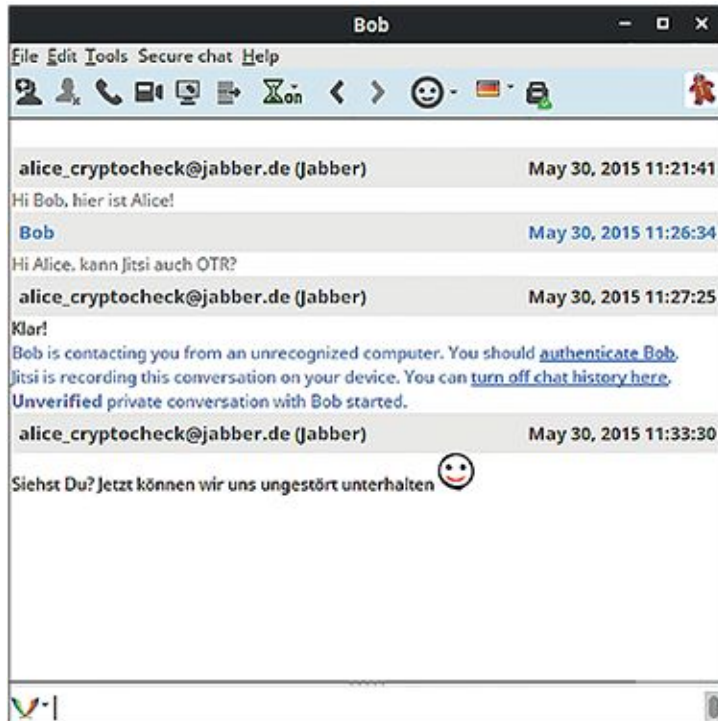 Bob
File Edit Tools Secure chat Help
on
alice_cryptocheck@jabber.de (Jabber) May 30, 2015 11:21:41
Hi Bob, hier ist Alice!
Bob May 30, 2015 11:26:34
Hi Alice, kann Jitsi auch OTR?
alice_cryptocheck@jabber.de (Jabber) May 30, 2015 11:27:25
Klar!
Bob is contacting you from an unrecognized computer. You should authenticate Bob.
Jitsi is recording this conversation on your device. You can turn off chat history here.
Unverified private conversation with Bob started.
alice_cryptocheck@jabber.de (Jabber) May 30, 2015 11:33:30
Siehst Du? Jetzt können wir uns ungestört unterhalten